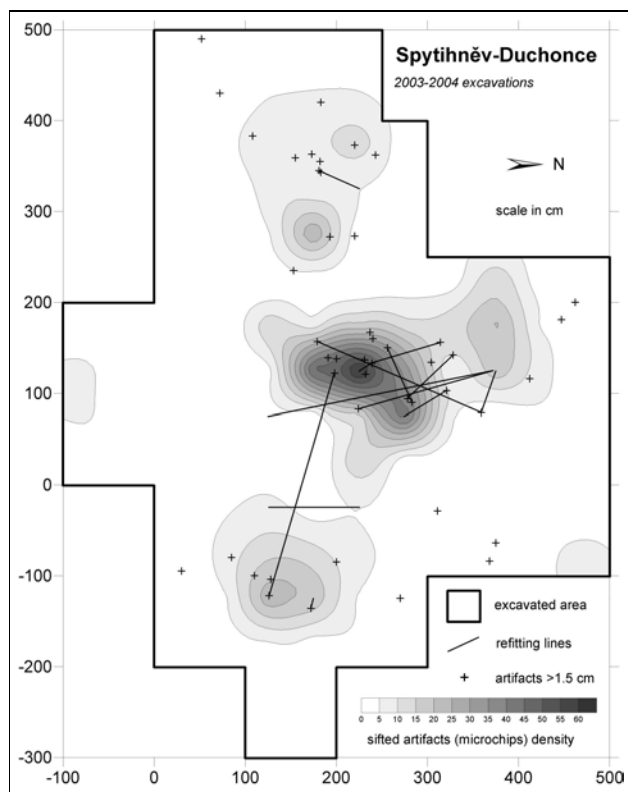 Spytihněv-Duchonce
2003-2004 excavations
N
scale in cm
500
400
300
200
100
0
-100
-200
-300
excavated area
refitting lines
artifacts >1.5 cm
0 5 10 15 20 25 30 35 40 45 50 55 60
sifted artifacts (microchips) density
-100 0 100 200 300 400 500